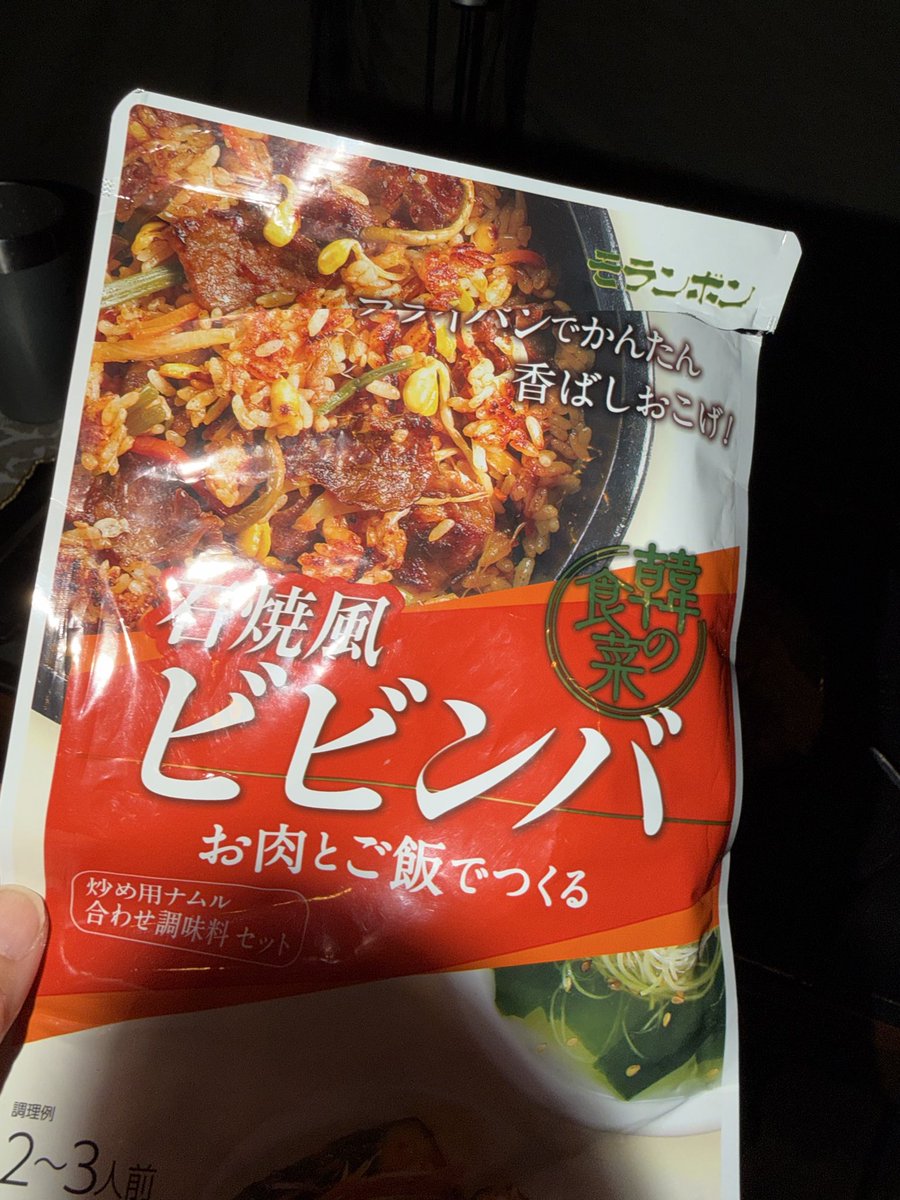 モランボン
フライパンでかんたん
香ばしおこげ!
韓の
食菜
石焼風
ビビンバ
お肉とご飯でつくる
炒め用ナムル
合わせ調味料 セット
調理例
2〜3人前